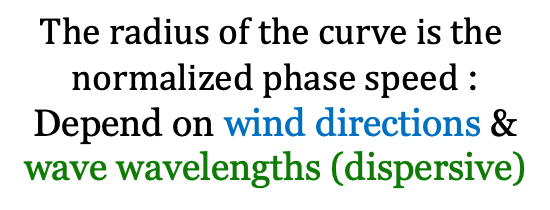 The radius of the curve is the
normalized phase speed :
Depend on wind directions &
wave wavelengths (dispersive)